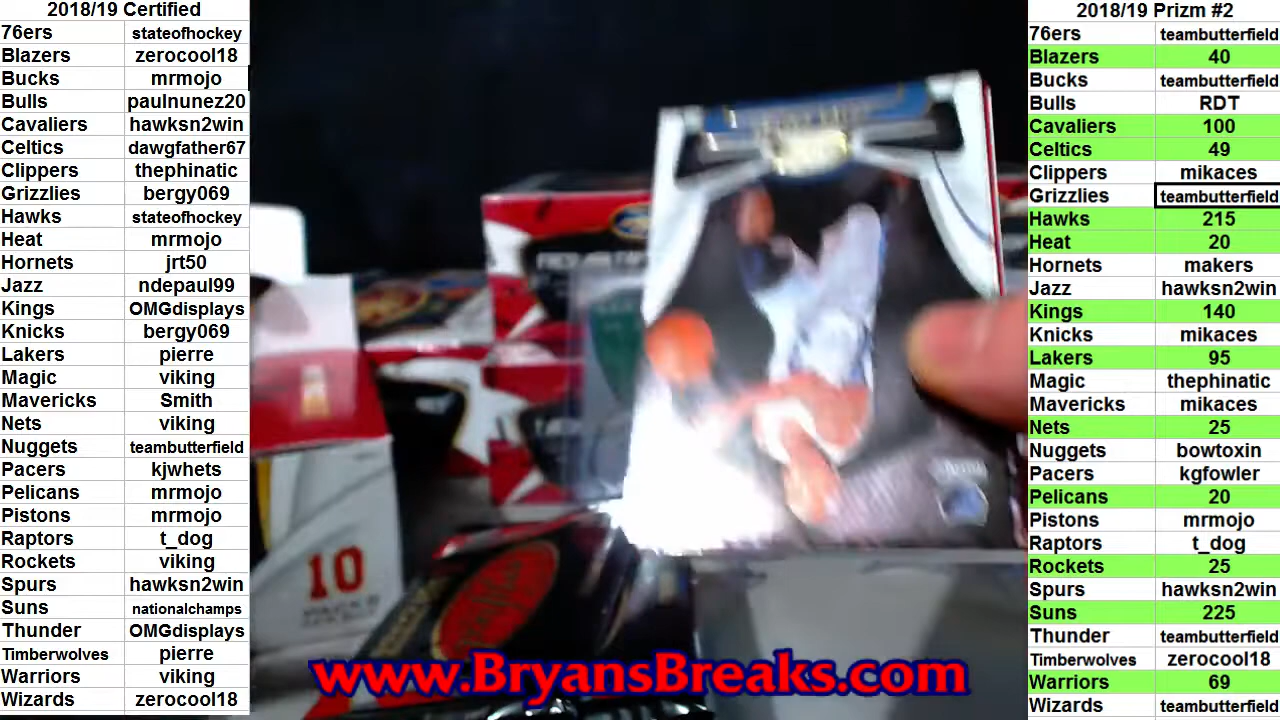 2018/19 Certified
76ers stateofhockey
Blazers zerocool18
Bucks mrmojo
Bulls paulnunez20
Cavaliers hawksn2win
Celtics dawgfather67
Clippers thephinatic
Grizzlies bergy069
Hawks stateofhockey
Heat mrmojo
Hornets jrt50
Jazz ndepaul99
Kings OMGdisplays
Knicks bergy069
Lakers pierre
Magic viking
Mavericks Smith
Nets viking
Nuggets teambutterfield
Pacers kjwhets
Pelicans mrmojo
Pistons mrmojo
Raptors t_dog
Rockets viking
Spurs hawksn2win
Suns nationalchamps
Thunder OMGdisplays
Timberwolves pierre
Warriors viking
Wizards zerocool18
10
www.BryansBreaks.com
2018/19 Prizm #2
76ers teambutterfield
Blazers 40
Bucks teambutterfield
Bulls RDT
Cavaliers 100
Celtics 49
Clippers mikaces
Grizzlies teambutterfield
Hawks 215
Heat 20
Hornets makers
Jazz hawksn2win
Kings 140
Knicks mikaces
Lakers 95
Magic thephinatic
Mavericks mikaces
Nets 25
Nuggets bowtoxin
Pacers kgfowler
Pelicans 20
Pistons mrmojo
Raptors t_dog
Rockets 25
Spurs hawksn2win
Suns 225
Thunder teambutterfield
Timberwolves zerocool18
Warriors 69
Wizards teambutterfield